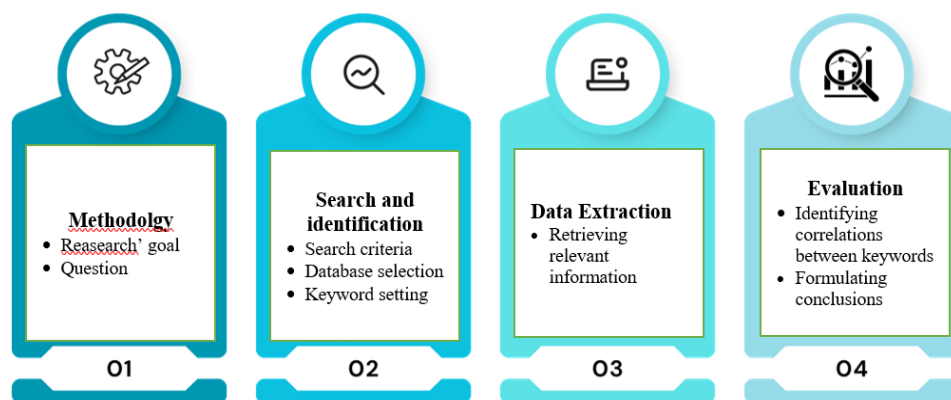 Methodolgy
• Reasearch' goal
• Question
01
Search and
identification
• Search criteria
• Database selection
• Keyword setting
02
Data Extraction
• Retrieving
relevant
information
03
Evaluation
• Identifying
correlations
between keywords
• Formulating
conclusions
04